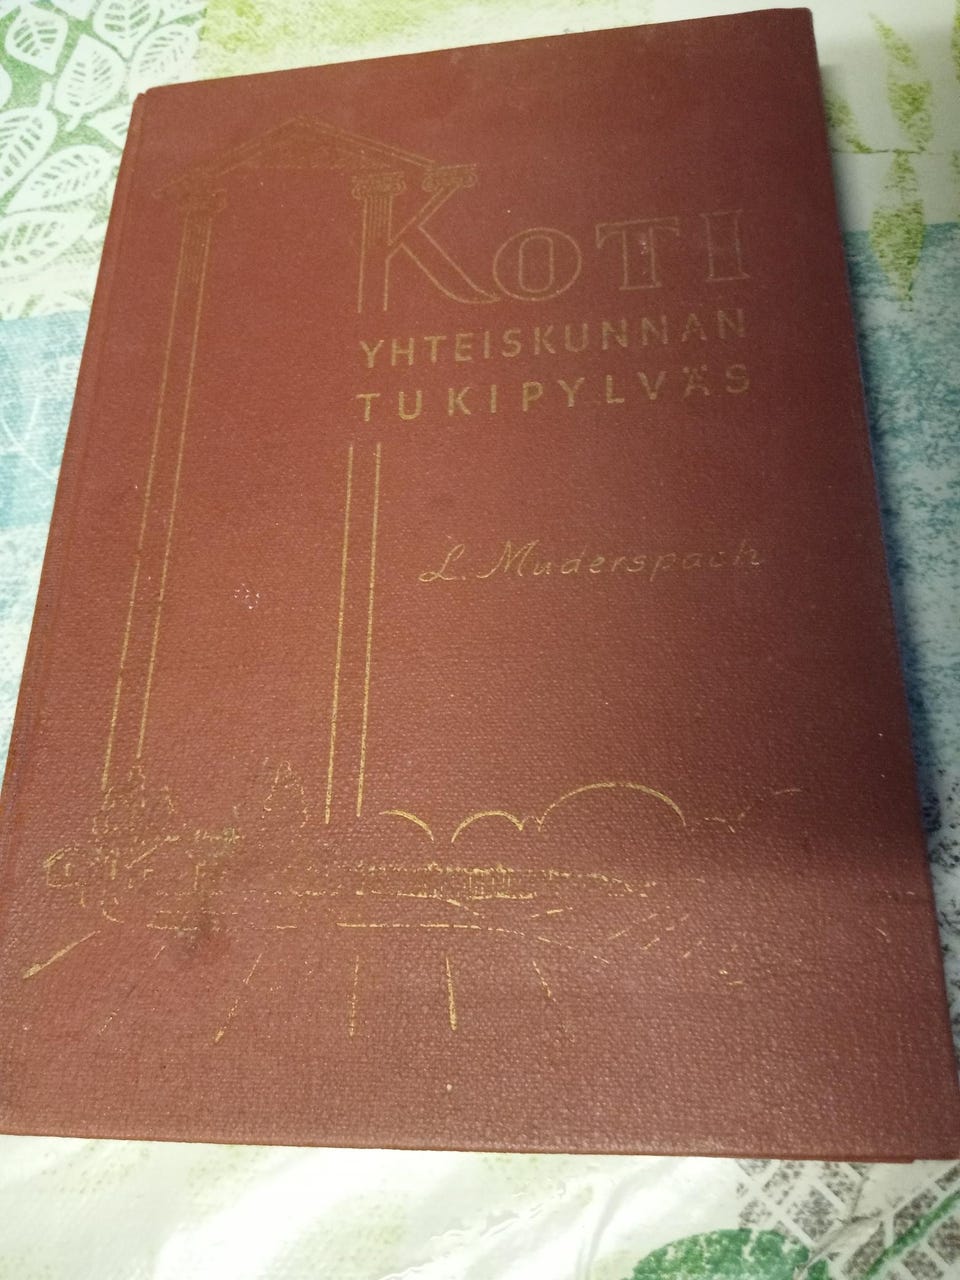 KOTI
YHTEISKUNNAN
TUKIPYLVÄS
L. Muderspach